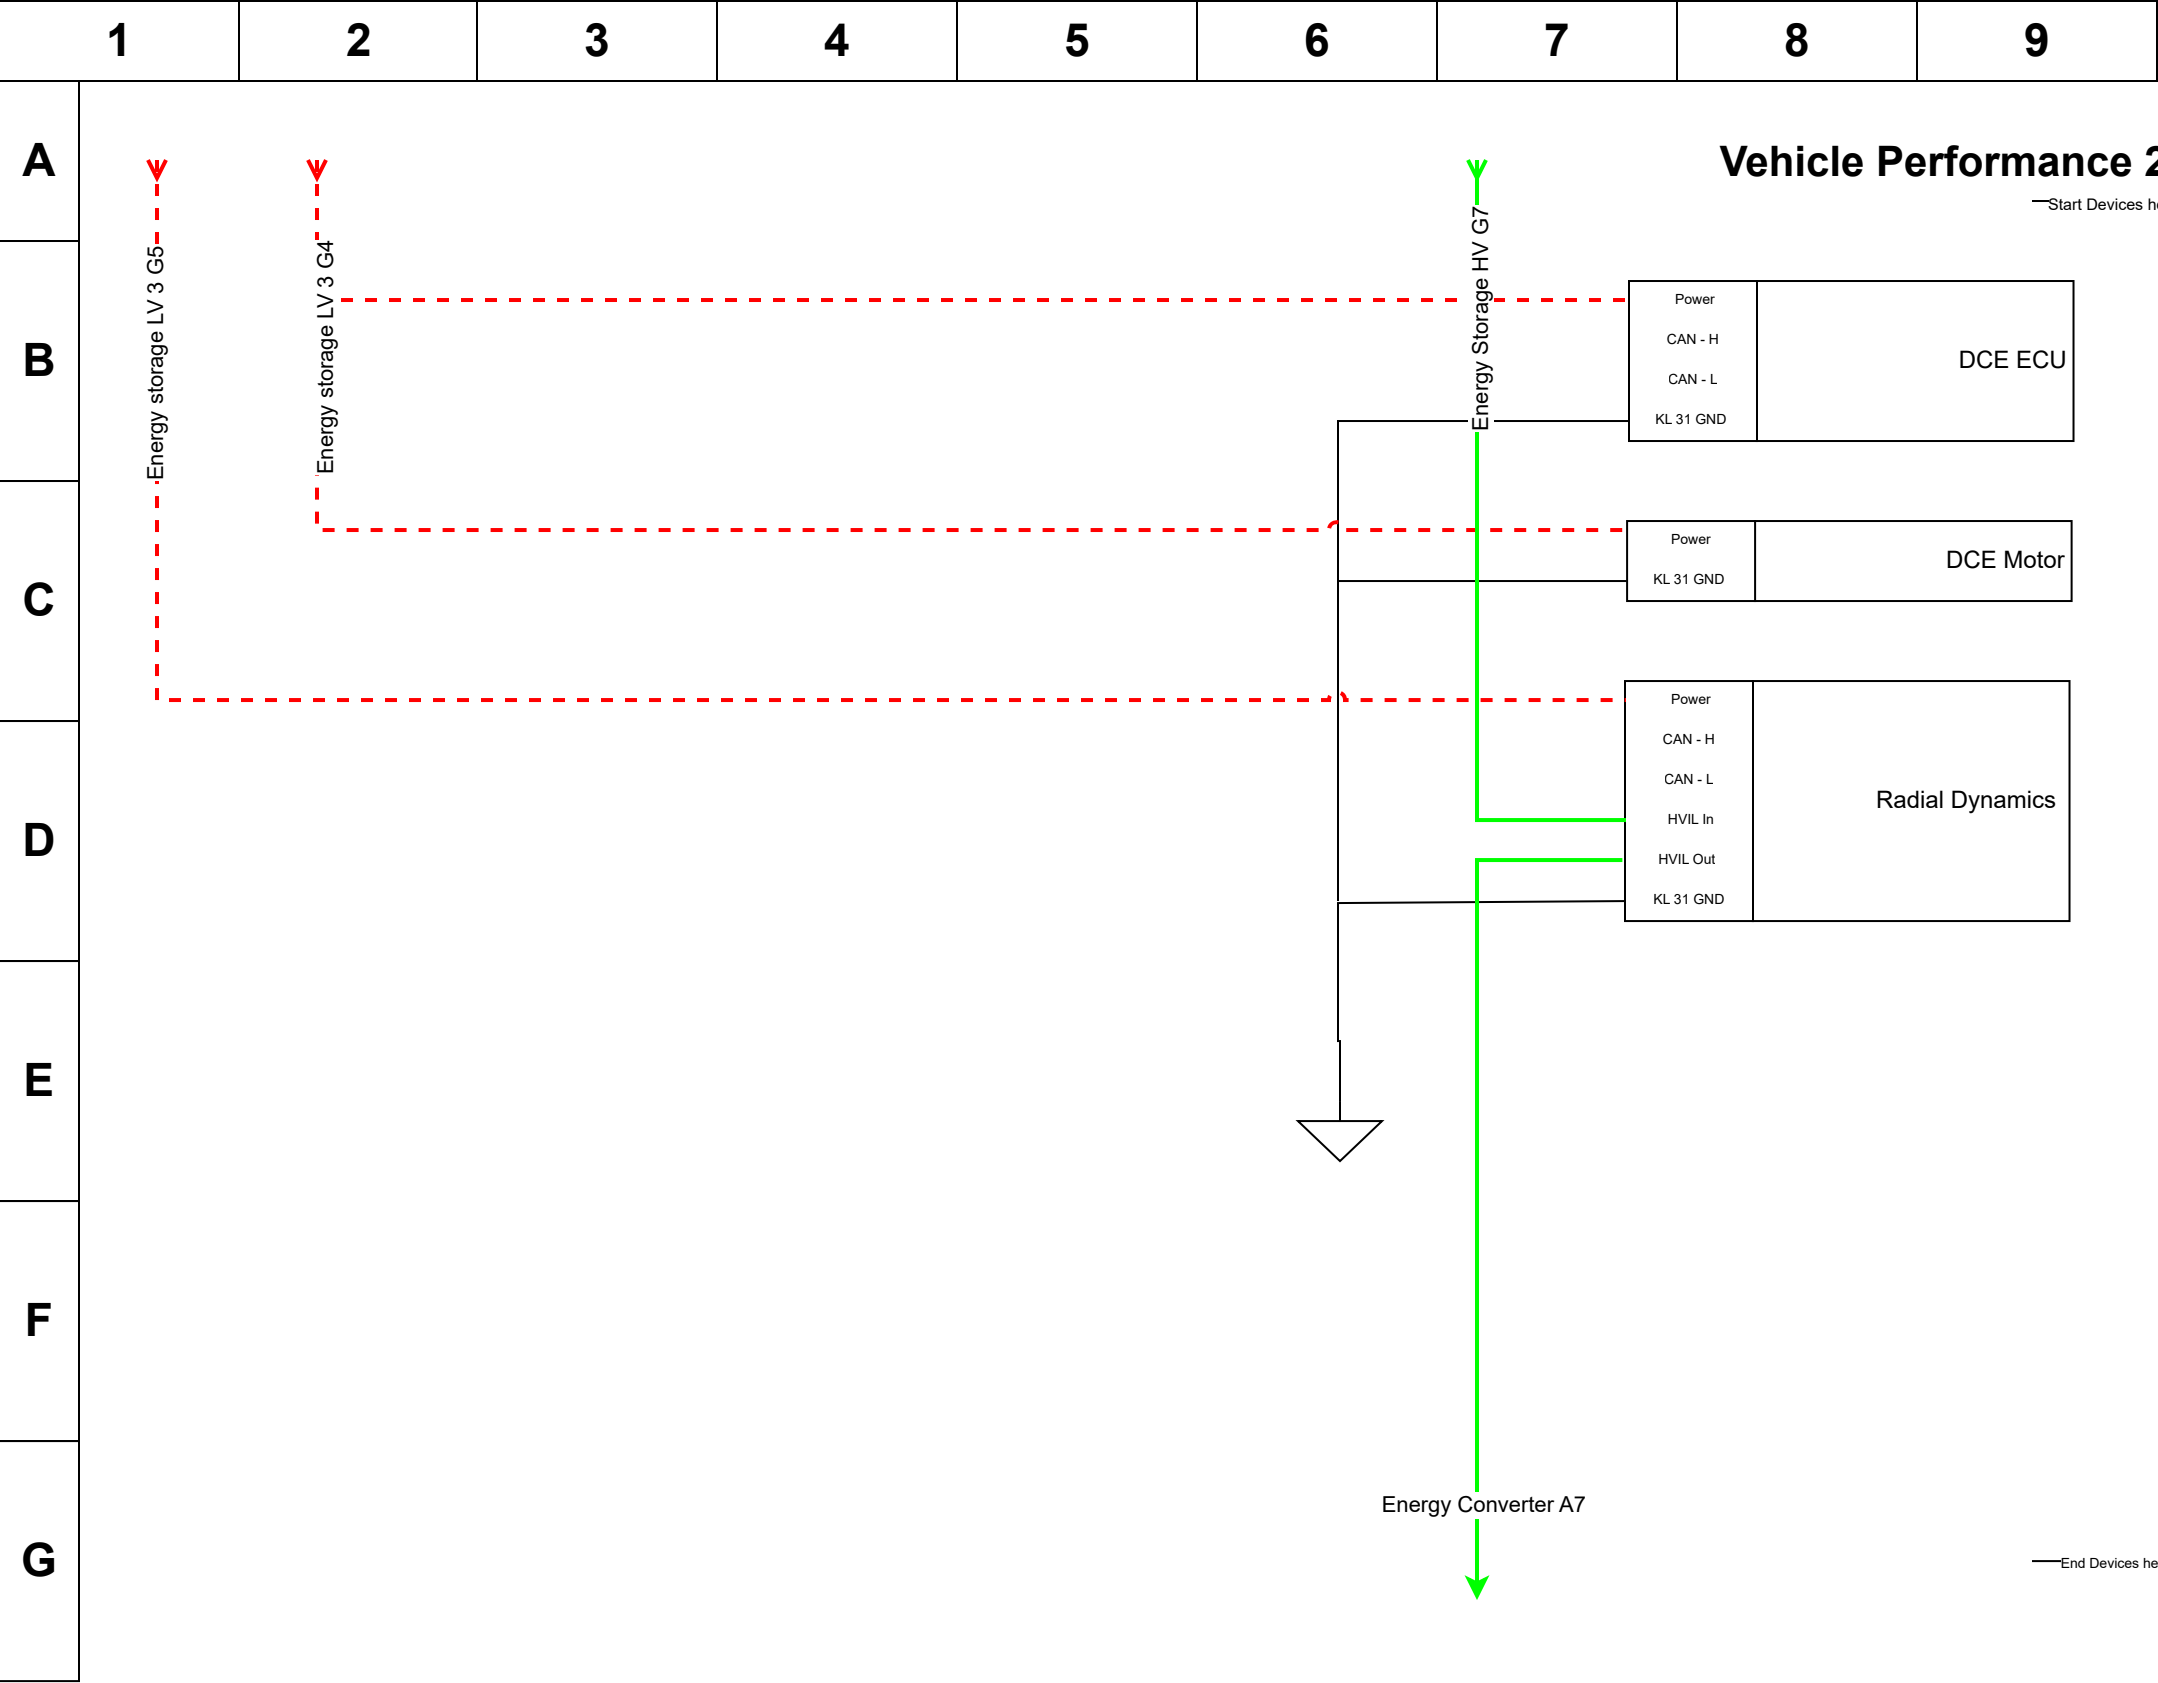 1 2 3 4 5 6 7 8 9
A
Vehicle Performance 2
Start Devices he
Energy storage LV 3 G5
Energy storage LV 3 G4
Energy Storage HV G7
B
Power
CAN - H
CAN - L
KL 31 GND
DCE ECU
C
Power
KL 31 GND
DCE Motor
Power
CAN - H
CAN - L
HVIL In
HVIL Out
KL 31 GND
Radial Dynamics
D
E
F
G
Energy Converter A7
End Devices he